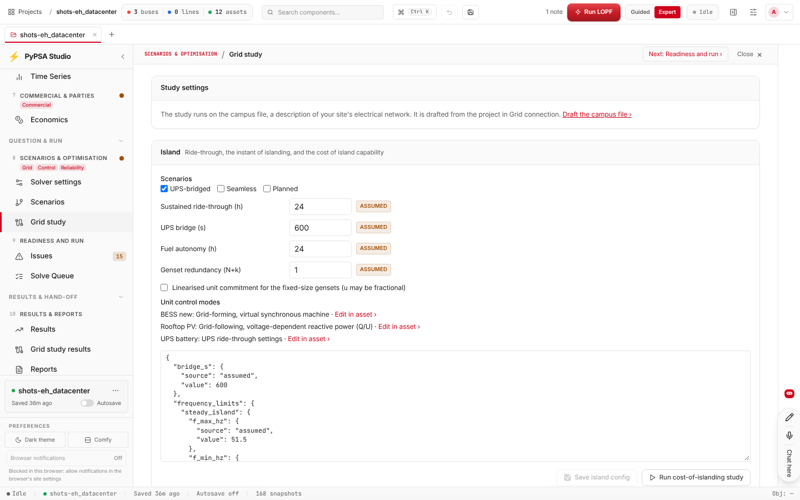 Projects / shots-eh_datacenter 3 buses 0 lines 12 assets Search components... ⌘ Ctrl K 1 note Run LOPF Guided Expert Idle A
shots-eh_datacenter × +
PyPSA Studio
SCENARIOS & OPTIMISATION / Grid study Next: Readiness and run › Close ×
Time Series
COMMERCIAL & PARTIES
Commercial
Economics
QUESTION & RUN
SCENARIOS & OPTIMISATION
Grid Control Reliability
Solver settings
Scenarios
Grid study
READINESS AND RUN
Issues 15
Solve Queue
RESULTS & HAND-OFF
RESULTS & REPORTS
Results
Grid study results
Reports
shots-eh_datacenter ...
Saved 36m ago Autosave
PREFERENCES
Dark theme Comfy
Browser notifications Off
Blocked in this browser: allow notifications in the
browser's site settings
Study settings
The study runs on the campus file, a description of your site's electrical network. It is drafted from the project in Grid connection. Draft the campus file ›
Island Ride-through, the instant of islanding, and the cost of island capability
Scenarios
UPS-bridged Seamless Planned
Sustained ride-through (h) 24 ASSUMED
UPS bridge (s) 600 ASSUMED
Fuel autonomy (h) 24 ASSUMED
Genset redundancy (N+k) 1 ASSUMED
Linearised unit commitment for the fixed-size gensets (u may be fractional)
Unit control modes
BESS new: Grid-forming, virtual synchronous machine · Edit in asset ›
Rooftop PV: Grid-following, voltage-dependent reactive power (Q/U) · Edit in asset ›
UPS battery: UPS ride-through settings · Edit in asset ›
{
"bridge_s": {
"source": "assumed",
"value": 600
},
"frequency_limits": {
"steady_island": {
"f_max_hz": {
"source": "assumed",
"value": 51.5
},
"f_min_hz": {
Save island config Run cost-of-islanding study
Chat here
Idle shots-eh_datacenter Saved 36m ago Autosave off 168 snapshots Obj: —